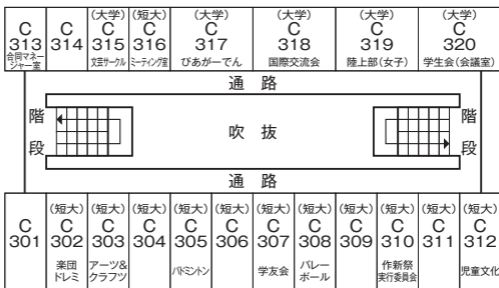 C
313
合同マネー
ジャー室
C
314
(大学)
C
315
文芸サークル
(短大)
C
316
ミーティング室
(大学)
C
317
ぴあがーでん
(大学)
C
318
国際交流会
(大学)
C
319
陸上部(女子)
(大学)
C
320
学生会(会議室)
通路
階段
吹抜
階段
通路
C
301
(短大)
C
302
楽団
ドレミ
(短大)
C
303
アーツ&
クラフツ
(短大)
C
304
(短大)
C
305
バドミントン
(短大)
C
306
(短大)
C
307
学友会
(短大)
C
308
バレー
ボール
(短大)
C
309
(短大)
C
310
作新祭
実行委員会
(短大)
C
311
(短大)
C
312
児童文化